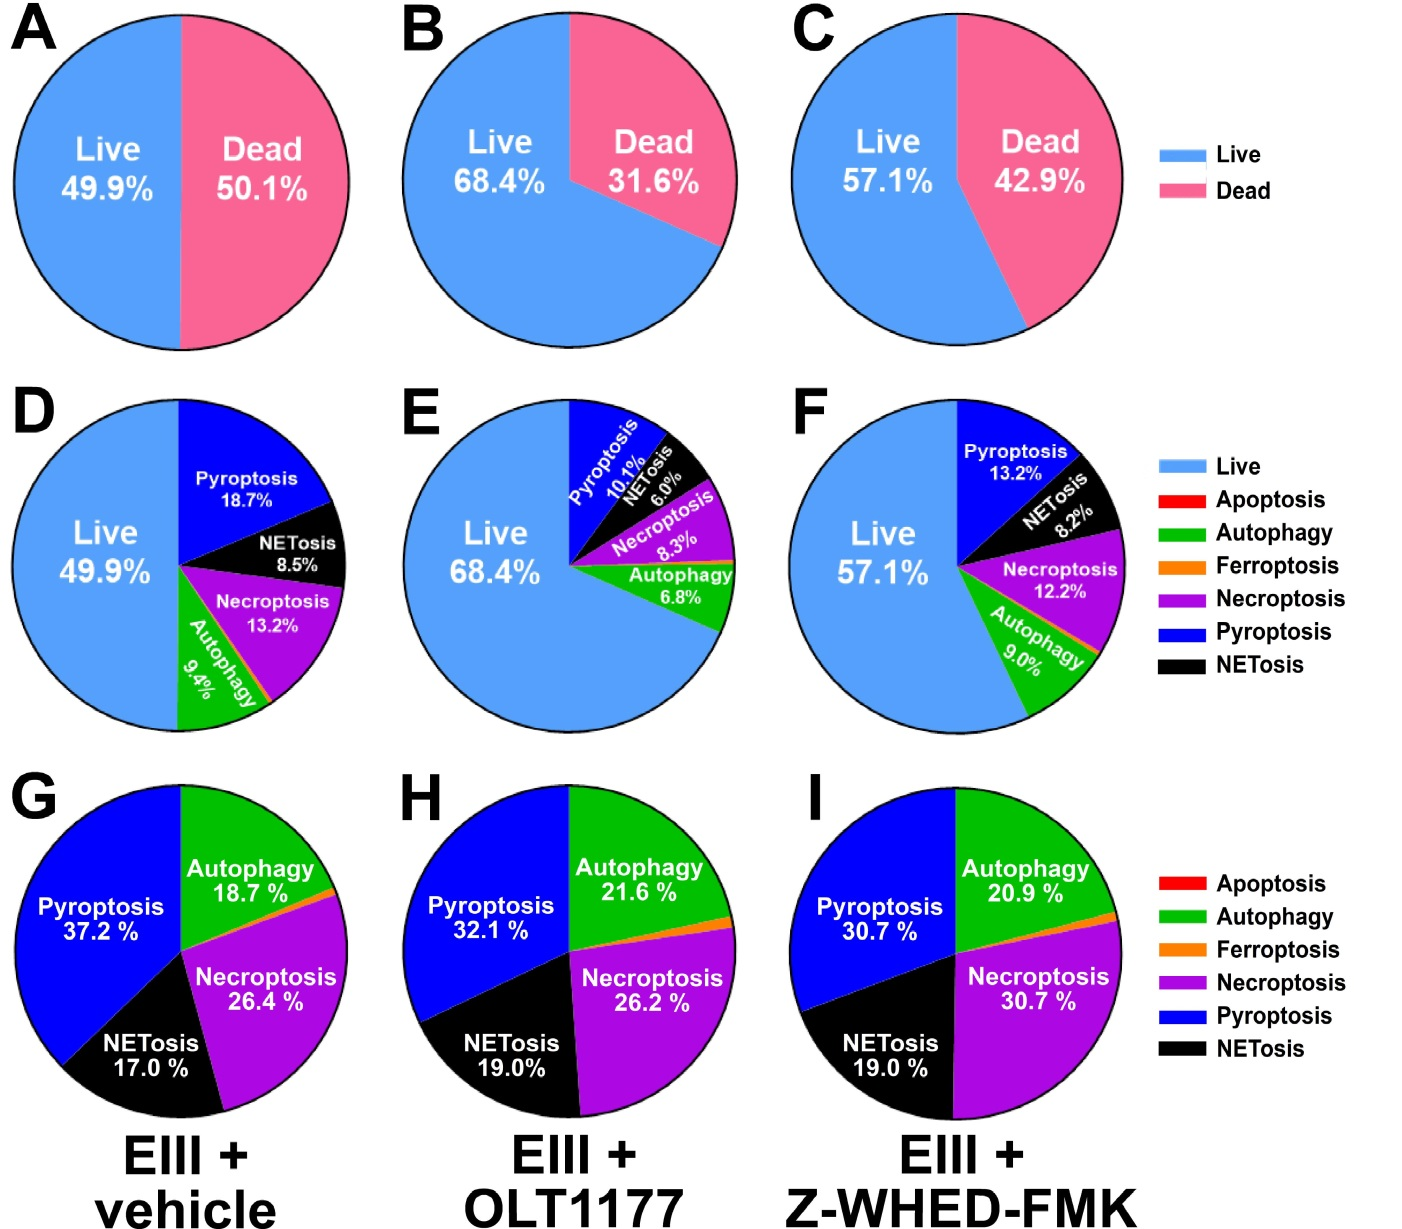 A
Live
49.9%
Dead
50.1%
B
Live
68.4%
Dead
31.6%
C
Live
57.1%
Dead
42.9%
Live
Dead
D
Live
49.9%
Pyroptosis
18.7%
NETosis
8.5%
Necroptosis
13.2%
Autophagy
9.4%
E
Live
68.4%
Pyroptosis
10.1%
NETosis
6.0%
Necroptosis
8.3%
Autophagy
6.8%
F
Live
57.1%
Pyroptosis
13.2%
NETosis
8.2%
Necroptosis
12.2%
Autophagy
9.0%
Live
Apoptosis
Autophagy
Ferroptosis
Necroptosis
Pyroptosis
NETosis
G
Autophagy
18.7 %
Pyroptosis
37.2 %
Necroptosis
26.4 %
NETosis
17.0 %
H
Autophagy
21.6 %
Pyroptosis
32.1 %
Necroptosis
26.2 %
NETosis
19.0%
I
Autophagy
20.9 %
Pyroptosis
30.7 %
Necroptosis
30.7 %
NETosis
19.0 %
Apoptosis
Autophagy
Ferroptosis
Necroptosis
Pyroptosis
NETosis
EIII +
vehicle
EIII +
OLT1177
EIII +
Z-WHED-FMK